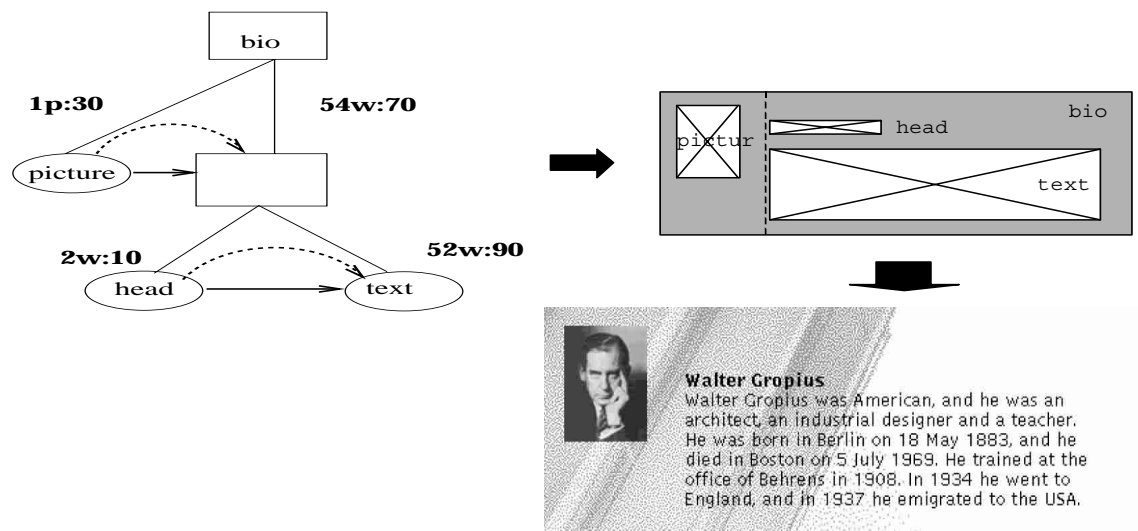 bio
1p:30
54w:70
picture
2w:10
52w:90
head
text
bio
head
pictur
text
Walter Gropius
Walter Gropius was American, and he was an
architect, an industrial designer and a teacher.
He was born in Berlin on 18 May 1883, and he
died in Boston on 5 July 1969. He trained at the
office of Behrens in 1908. In 1934 he went to
England, and in 1937 he emigrated to the USA.